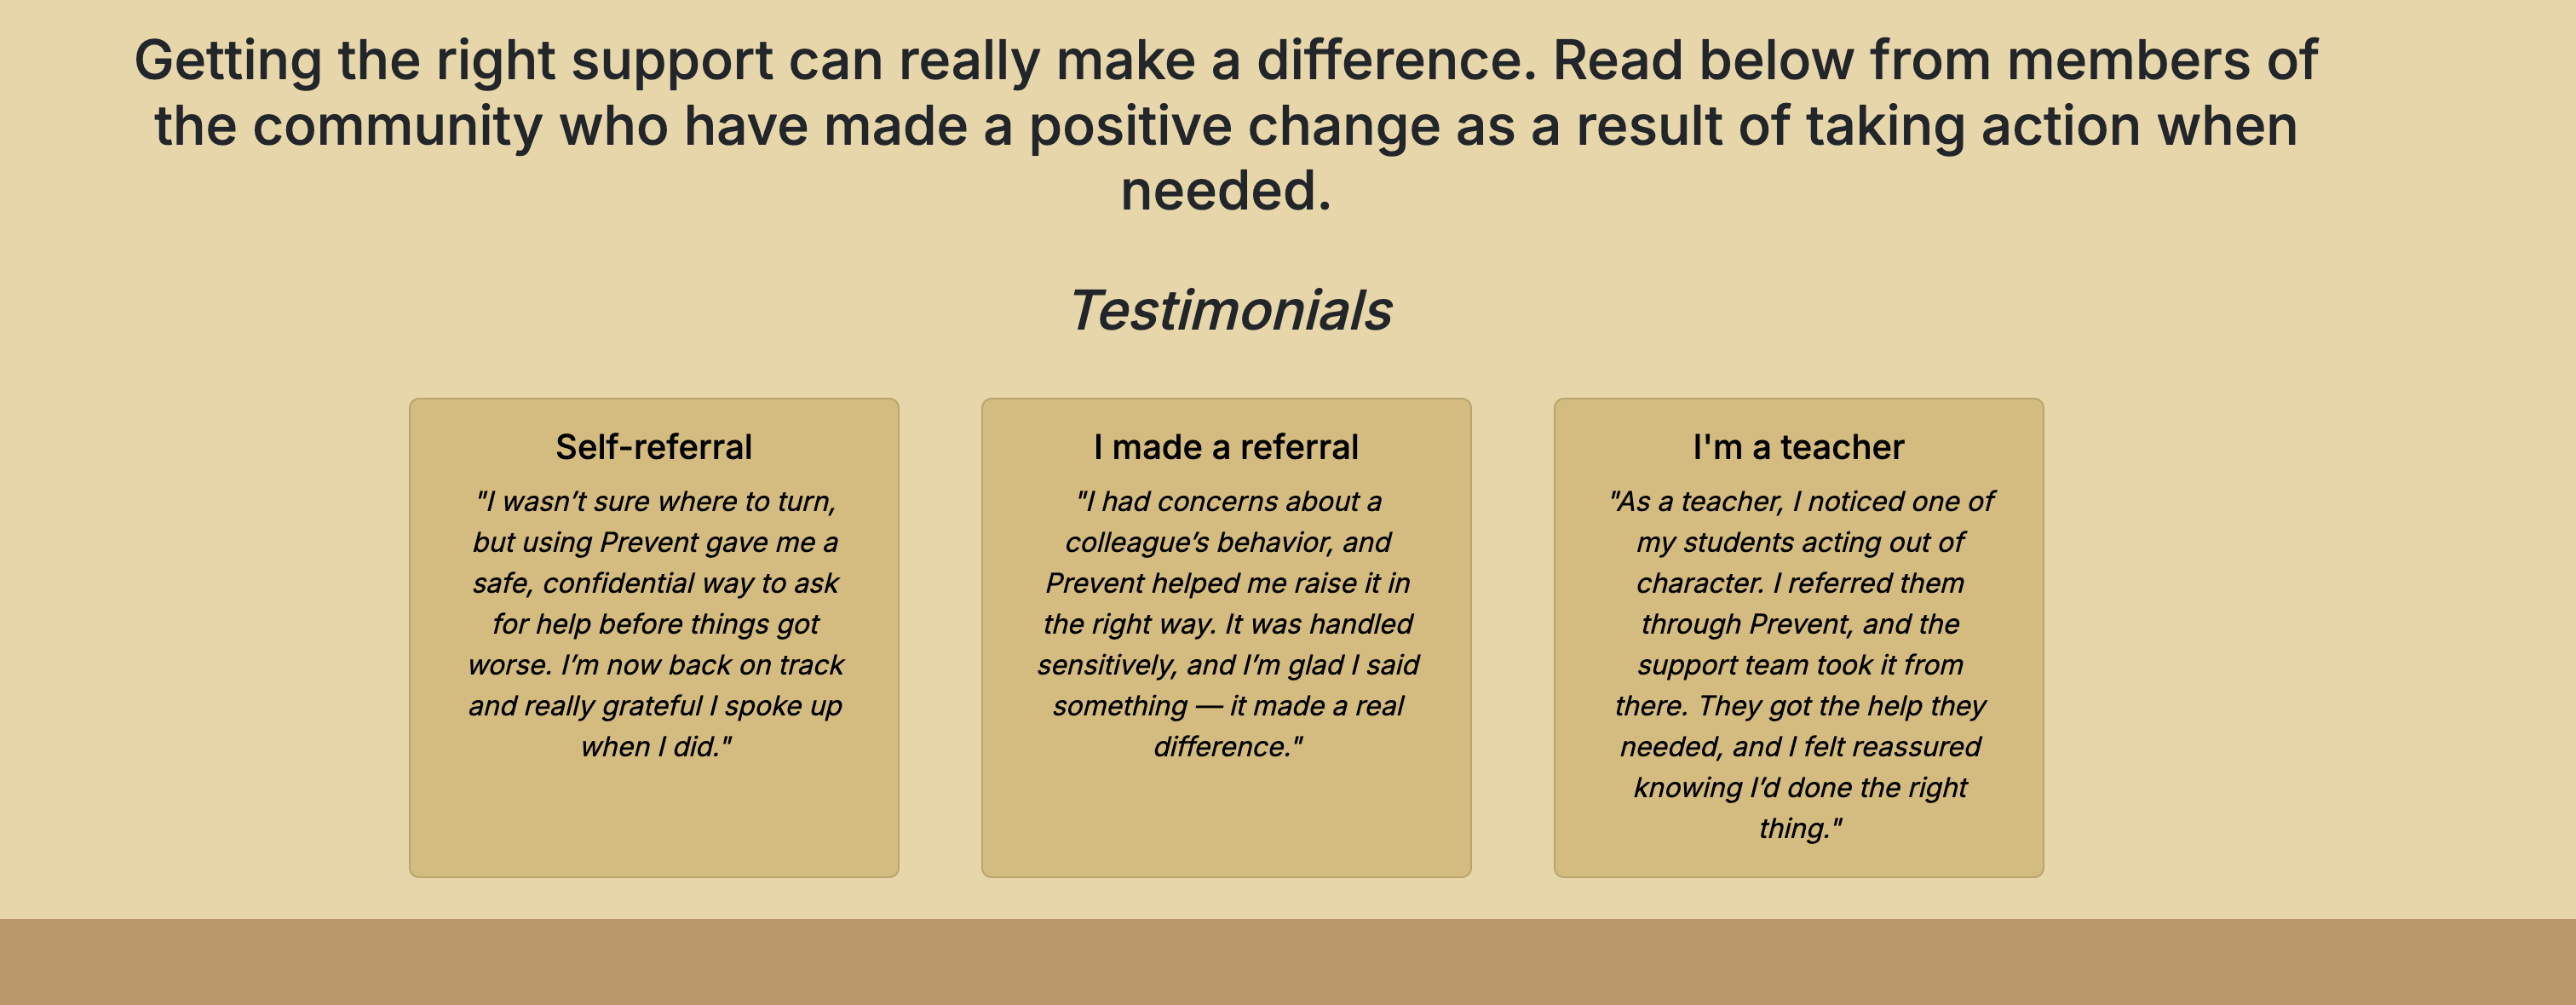 Getting the right support can really make a difference. Read below from members of
the community who have made a positive change as a result of taking action when
needed.
Testimonials
Self-referral
"I wasn’t sure where to turn,
but using Prevent gave me a
safe, confidential way to ask
for help before things got
worse. I’m now back on track
and really grateful I spoke up
when I did."
I made a referral
"I had concerns about a
colleague’s behavior, and
Prevent helped me raise it in
the right way. It was handled
sensitively, and I’m glad I said
something — it made a real
difference."
I'm a teacher
"As a teacher, I noticed one of
my students acting out of
character. I referred them
through Prevent, and the
support team took it from
there. They got the help they
needed, and I felt reassured
knowing I’d done the right
thing."